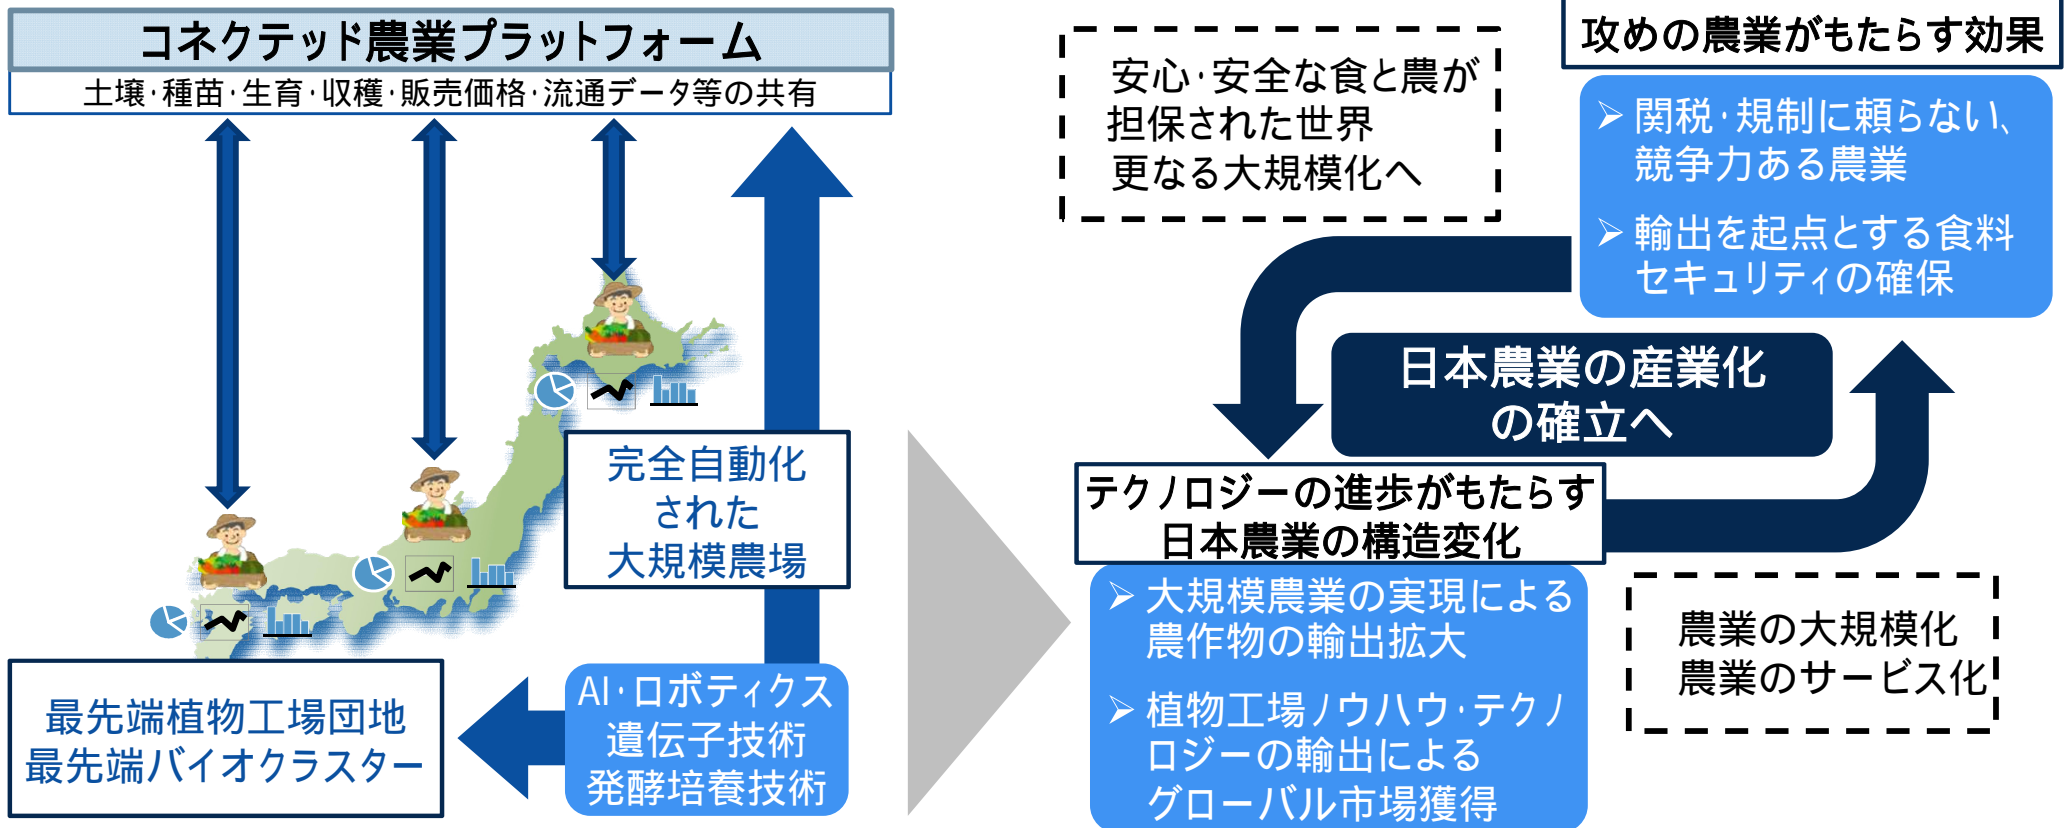 コネクテッド農業プラットフォーム
土壌･種苗･生育･収穫･販売価格･流通データ等の共有
完全自動化
された
大規模農場
最先端植物工場団地
最先端バイオクラスター
AI･ロボティクス
遺伝子技術
発酵培養技術
安心･安全な食と農が
担保された世界
更なる大規模化へ
攻めの農業がもたらす効果
➢ 関税･規制に頼らない、
競争力ある農業
➢ 輸出を起点とする食料
セキュリティの確保
日本農業の産業化
の確立へ
テクノロジーの進歩がもたらす
日本農業の構造変化
➢ 大規模農業の実現による
農作物の輸出拡大
➢ 植物工場ノウハウ･テクノ
ロジーの輸出による
グローバル市場獲得
農業の大規模化
農業のサービス化